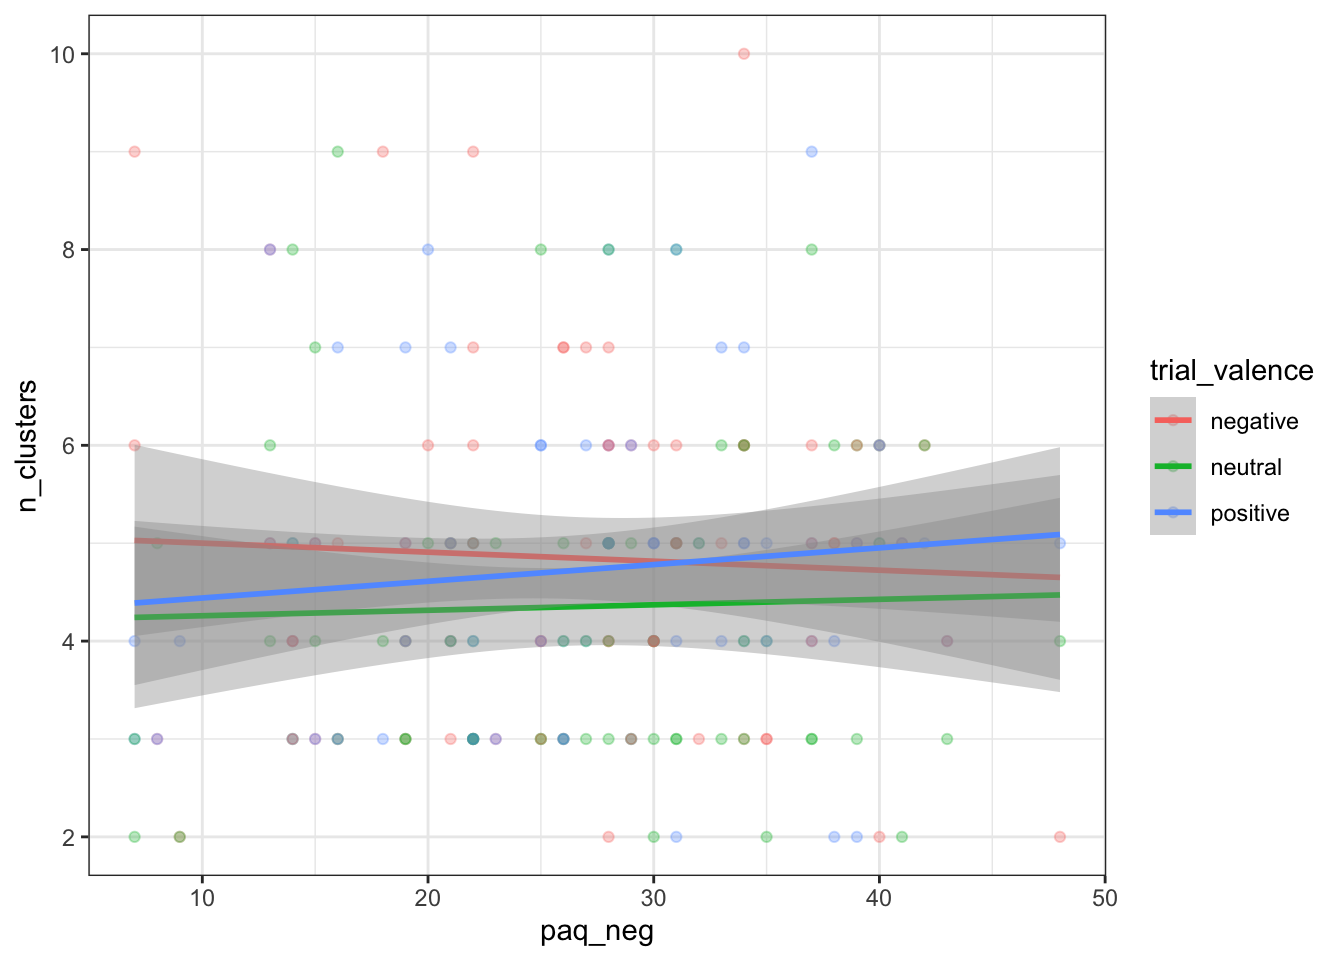 10
8
6
4
2
n_clusters
10 20 30 40 50
paq_neg
trial_valence
negative
neutral
positive